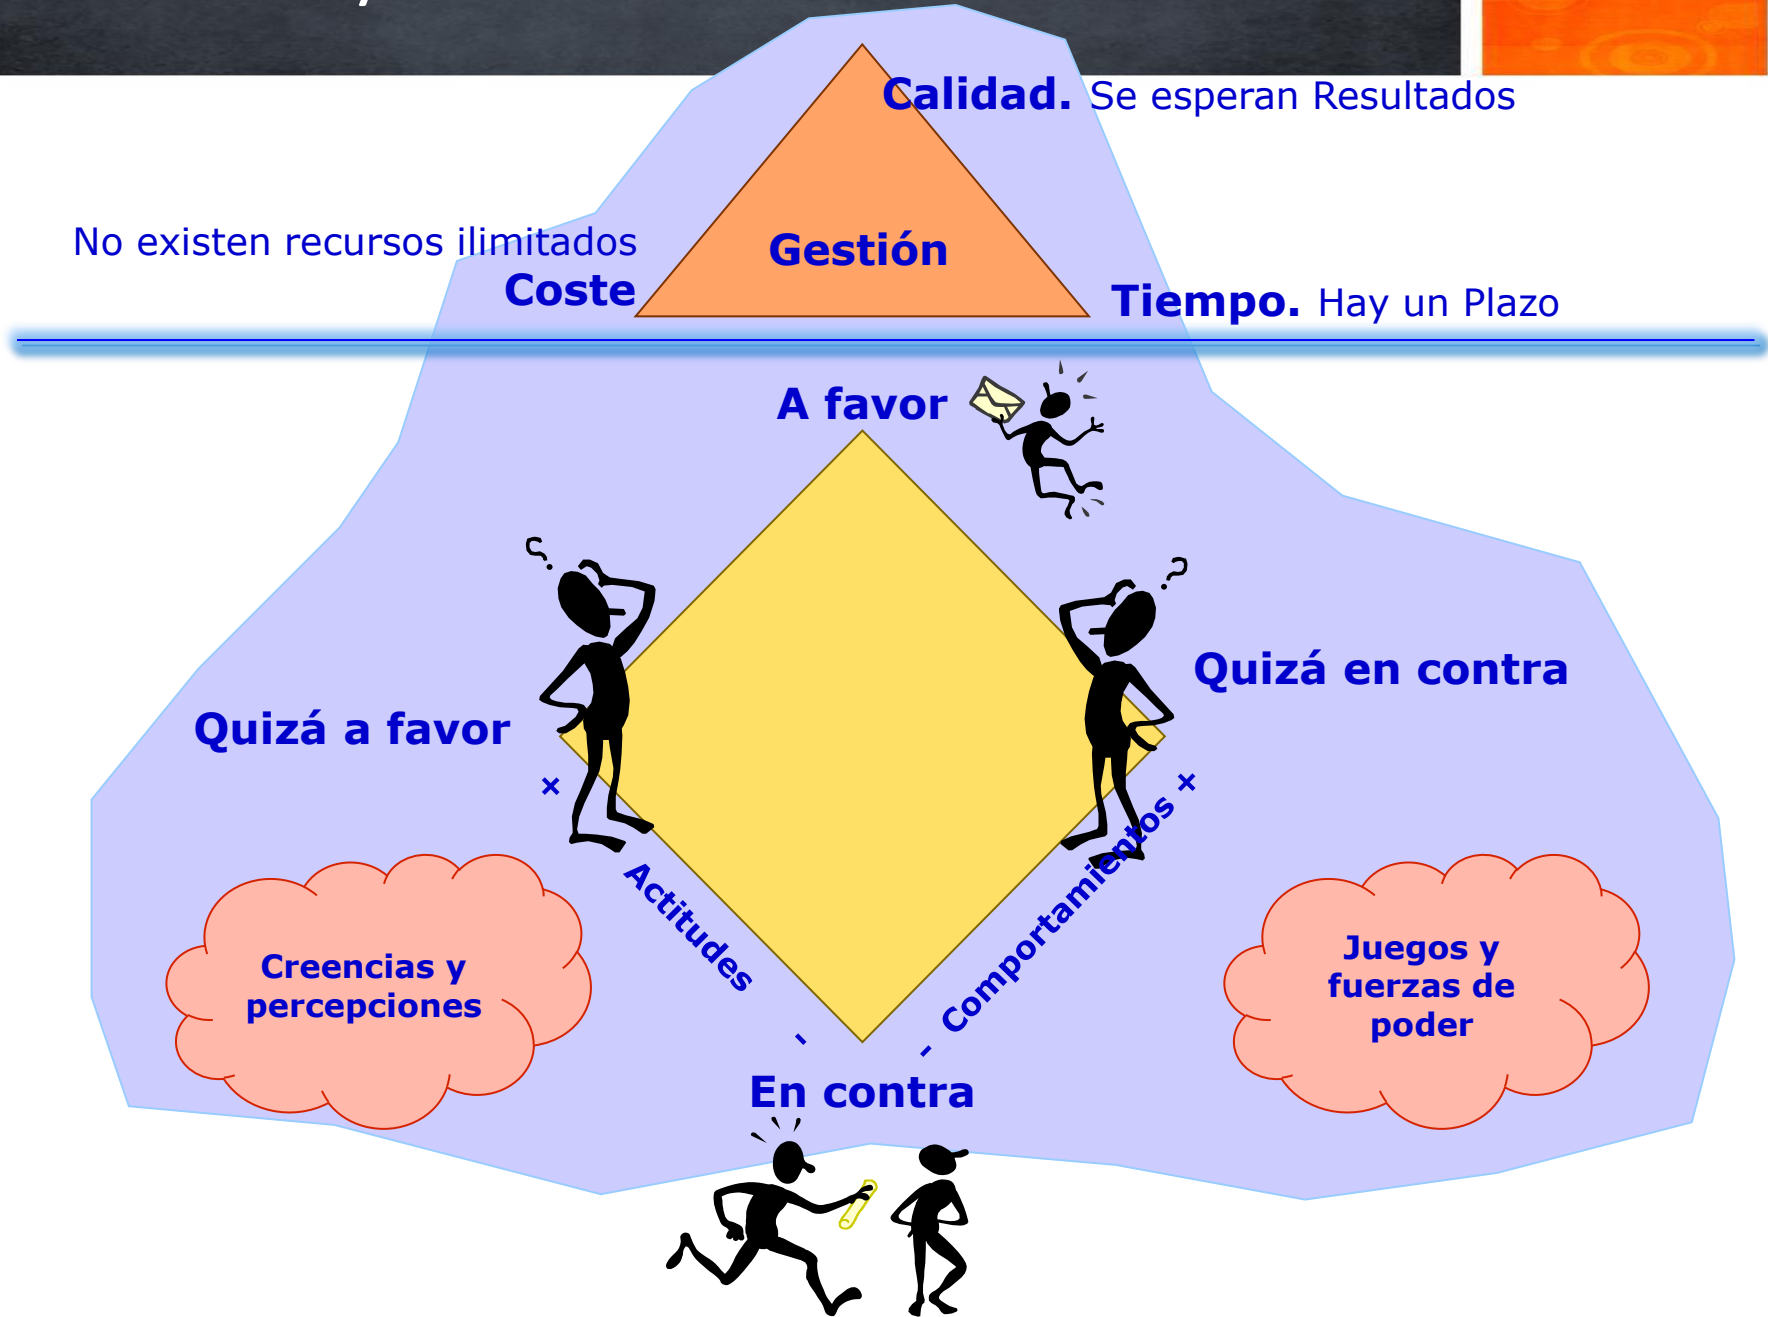 Calidad. Se esperan Resultados
No existen recursos ilimitados
Coste
Gestión
Tiempo. Hay un Plazo
A favor
?
?
Quizá en contra
Quizá a favor
+
+
Actitudes
Comportamientos
-
-
Creencias y
percepciones
Juegos y
fuerzas de
poder
En contra